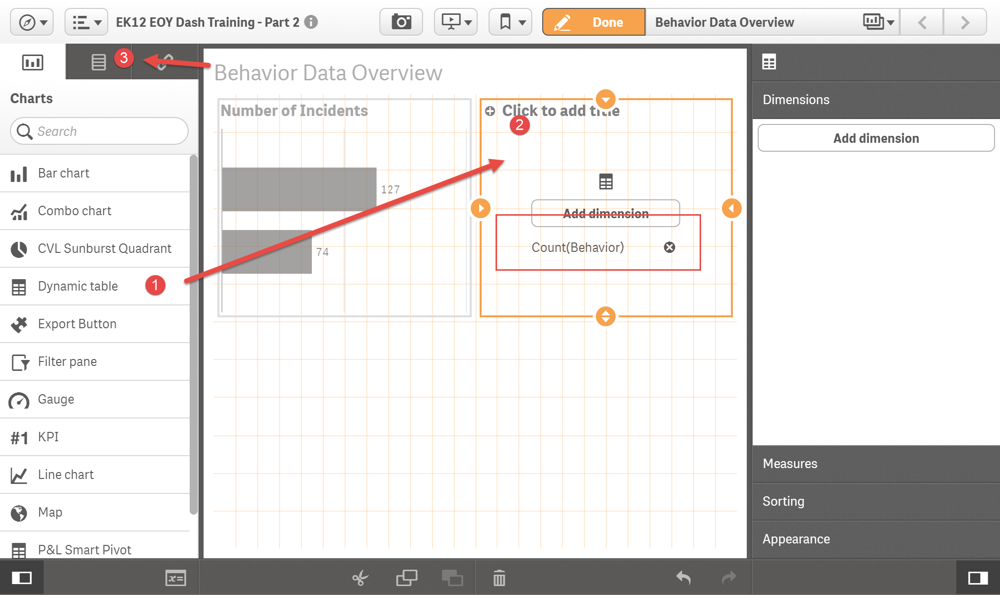 EK12 EOY Dash Training - Part 2
Done
Behavior Data Overview
3
Behavior Data Overview
Charts
Search
Bar chart
Combo chart
CVL Sunburst Quadrant
Dynamic table
1
Export Button
Filter pane
Gauge
#1 KPI
Line chart
Map
P&L Smart Pivot
x=
Number of Incidents
127
74
Click to add title
2
Add dimension
Count(Behavior)
Dimensions
Add dimension
Measures
Sorting
Appearance